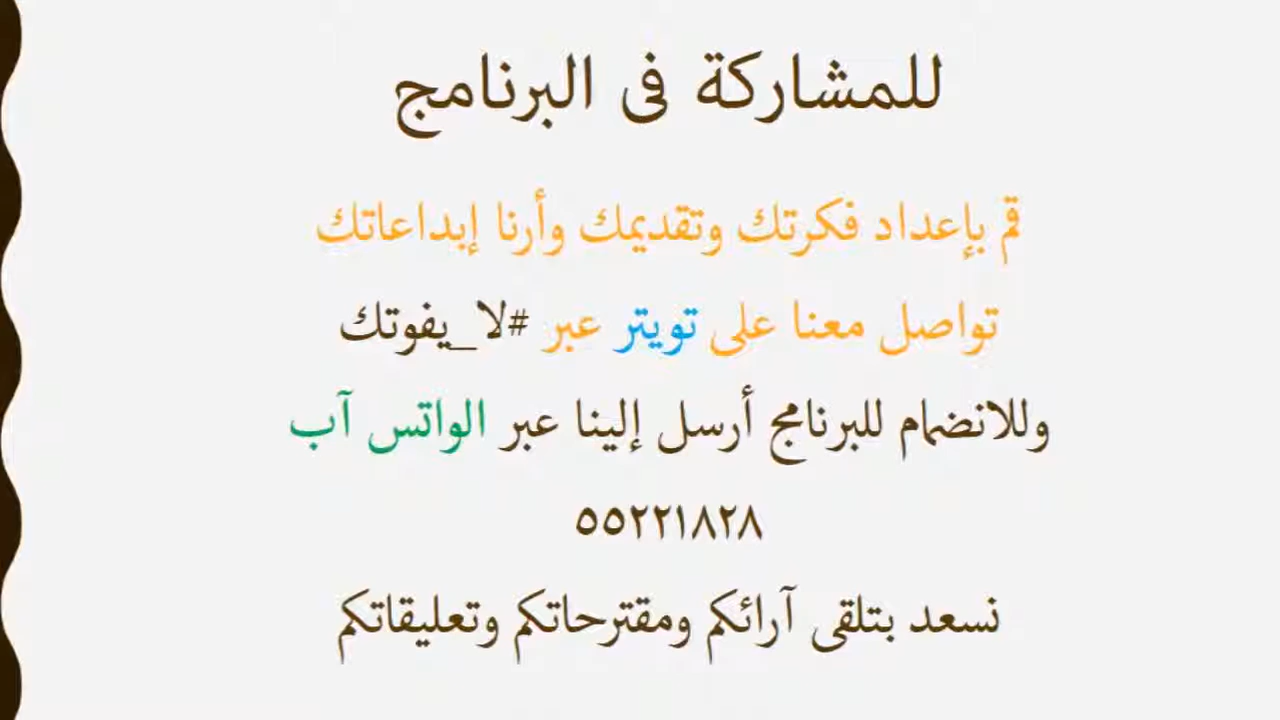 للمشاركة فى البرنامج
قم بإعداد فكرتك وتقديمك وأرنا إبداعاتك
تواصل معنا على تويتر عبر #لا_يفوتك
وللانضمام للبرنامج أرسل إلينا عبر الواتس آب
٥٥٢٢١٨٢٨
نسعد بتلقى آرائكم ومقترحاتكم وتعليقاتكم